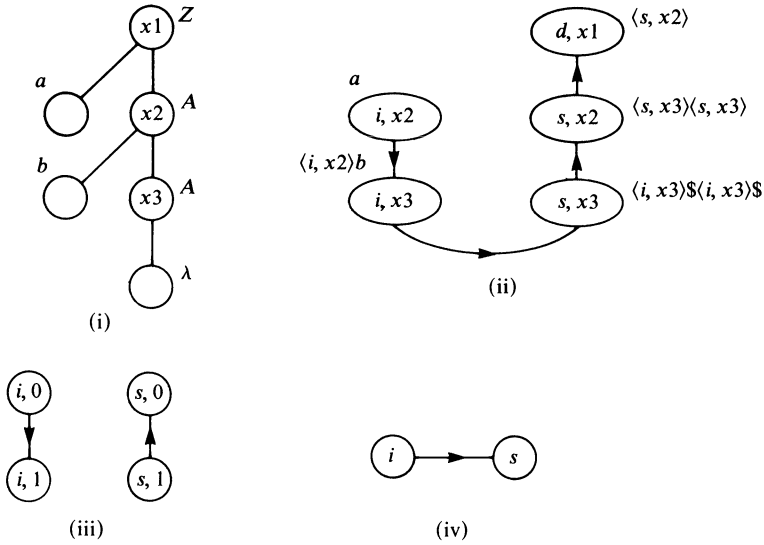 x1 Z
a
x2 A
b
x3 A
λ
(i)
d, x1 ⟨s, x2⟩
a
i, x2
s, x2 ⟨s, x3⟩⟨s, x3⟩
⟨i, x2⟩b
i, x3
s, x3 ⟨i, x3⟩$⟨i, x3⟩$
(ii)
i, 0 s, 0
i, 1 s, 1
(iii)
i s
(iv)